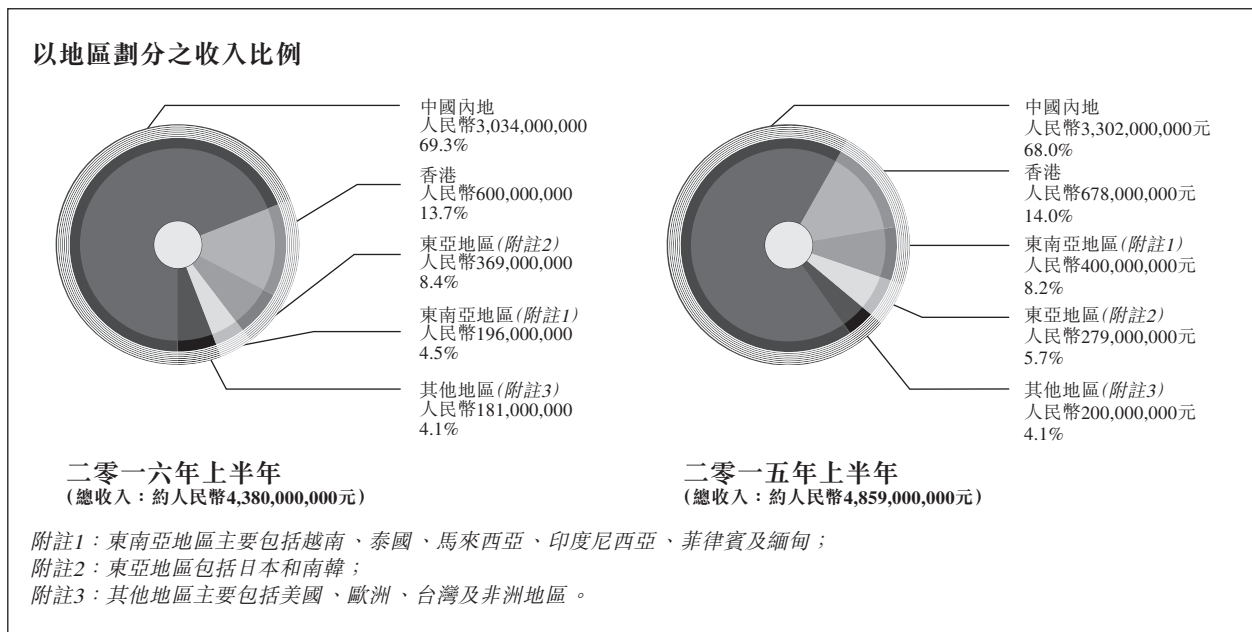 以地區劃分之收入比例
中國內地
人民幣3,034,000,000
69.3%
香港
人民幣600,000,000
13.7%
東亞地區(附註2)
人民幣369,000,000
8.4%
東南亞地區(附註1)
人民幣196,000,000
4.5%
其他地區(附註3)
人民幣181,000,000
4.1%
二零一六年上半年
(總收入：約人民幣4,380,000,000元)
中國內地
人民幣3,302,000,000元
68.0%
香港
人民幣678,000,000元
14.0%
東南亞地區(附註1)
人民幣400,000,000元
8.2%
東亞地區(附註2)
人民幣279,000,000元
5.7%
其他地區(附註3)
人民幣200,000,000元
4.1%
二零一五年上半年
(總收入：約人民幣4,859,000,000元)
附註1：東南亞地區主要包括越南、泰國、馬來西亞、印度尼西亞、菲律賓及緬甸；
附註2：東亞地區包括日本和南韓；
附註3：其他地區主要包括美國、歐洲、台灣及非洲地區。